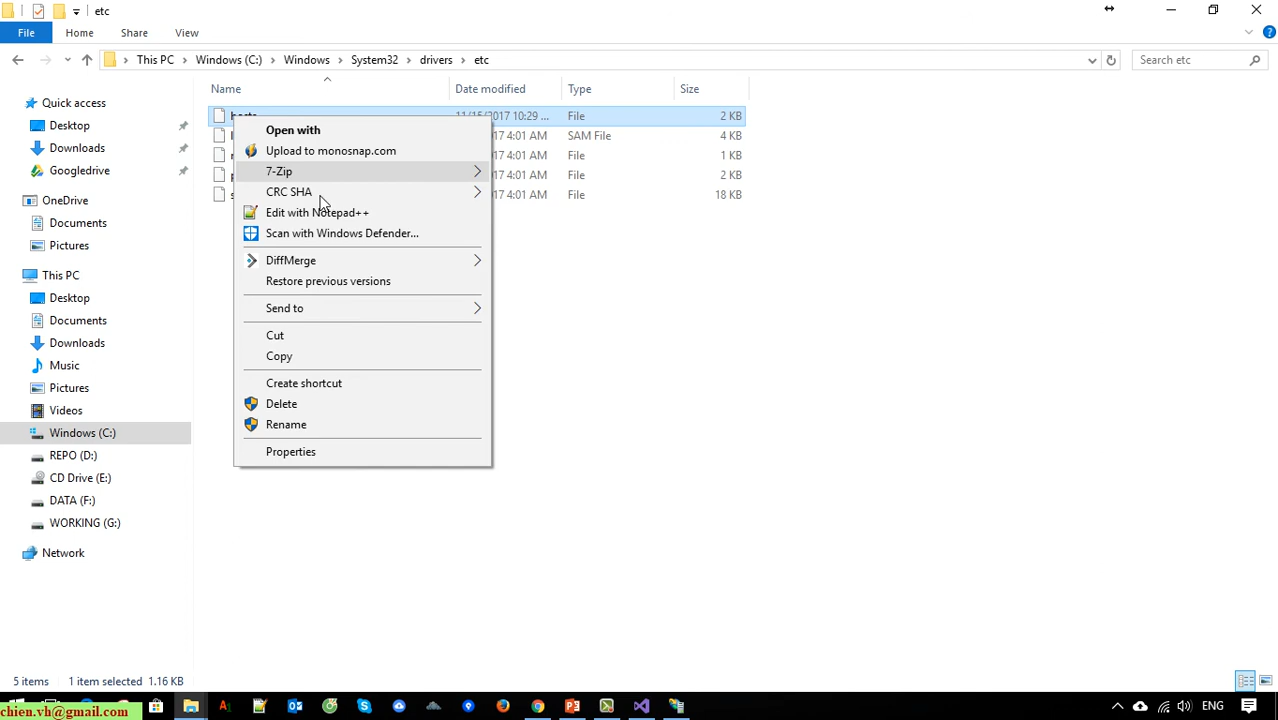 etc
File Home Share View
This PC Windows (C:) Windows System32 drivers etc
Search etc
Name Date modified Type Size
Quick access
Desktop
Downloads
Googledrive
OneDrive
Documents
Pictures
This PC
Desktop
Documents
Downloads
Music
Pictures
Videos
Windows (C:)
REPO (D:)
CD Drive (E:)
DATA (F:)
WORKING (G:)
Network
hosts 11/15/2017 10:29 ... File 2 KB
17 4:01 AM SAM File 4 KB
17 4:01 AM File 1 KB
17 4:01 AM File 2 KB
17 4:01 AM File 18 KB
Open with
Upload to monosnap.com
7-Zip
CRC SHA
Edit with Notepad++
Scan with Windows Defender...
DiffMerge
Restore previous versions
Send to
Cut
Copy
Create shortcut
Delete
Rename
Properties
5 items 1 item selected 1.16 KB
chien.vh@gmail.com
ENG